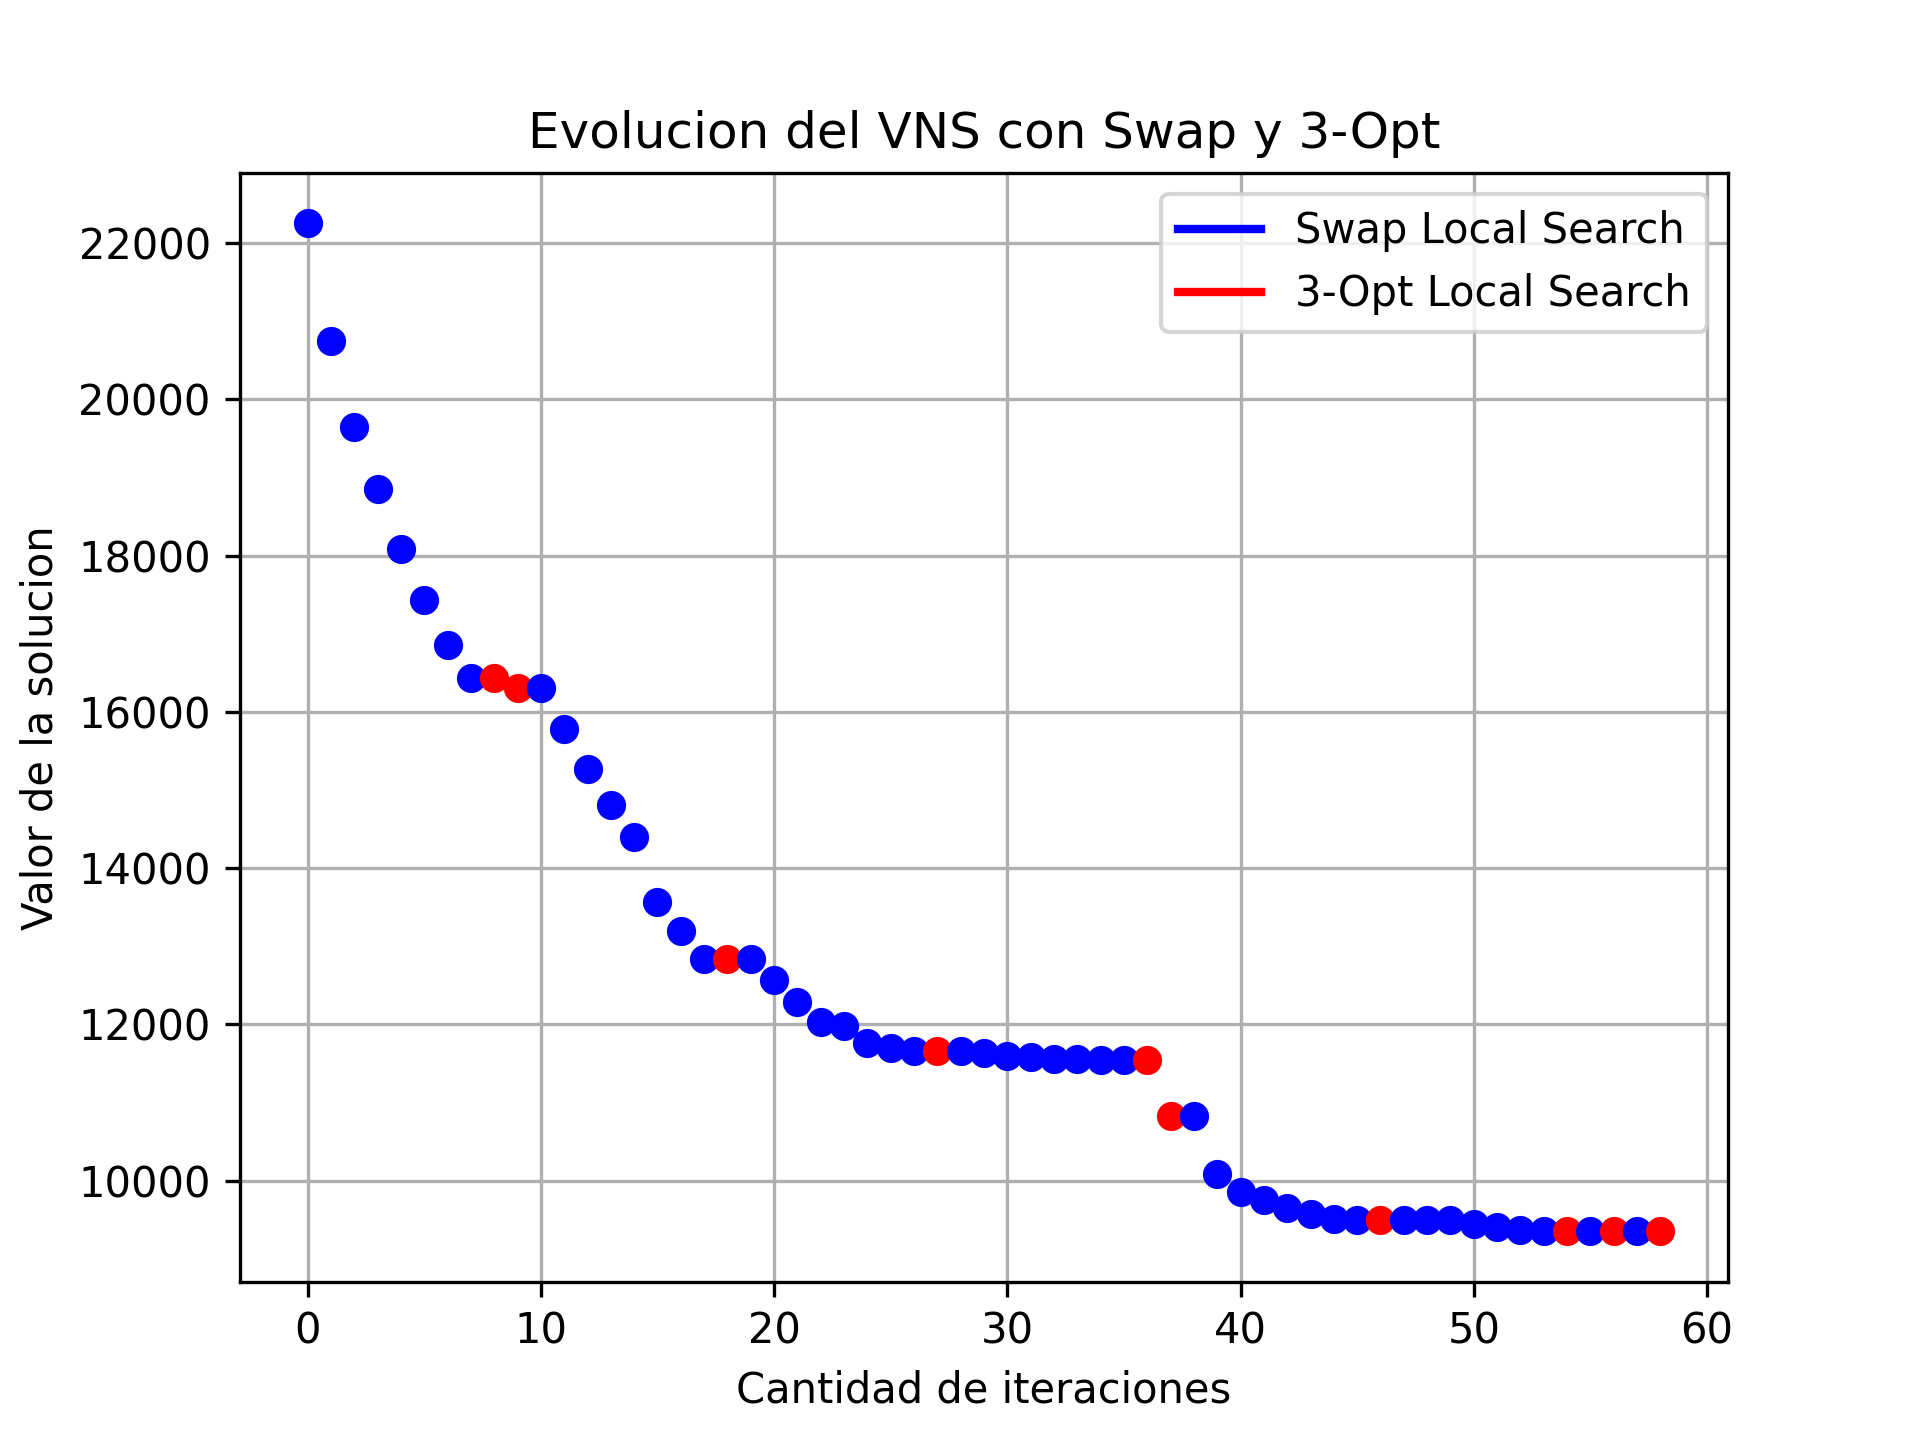 Evolucion del VNS con Swap y 3-Opt
Swap Local Search
3-Opt Local Search
22000
20000
18000
16000
14000
12000
10000
Valor de la solucion
0 10 20 30 40 50 60
Cantidad de iteraciones